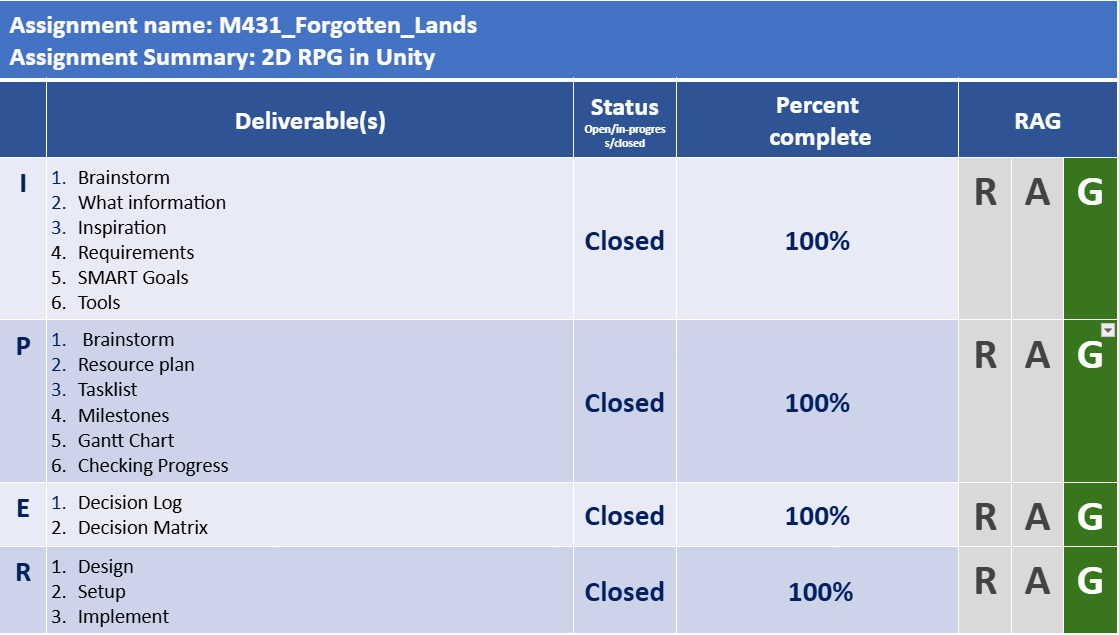 Assignment name: M431_Forgotten_Lands
Assignment Summary: 2D RPG in Unity
Deliverable(s)
Status
Open/in-progres
s/closed
Percent
complete
RAG
I
1. Brainstorm
2. What information
3. Inspiration
4. Requirements
5. SMART Goals
6. Tools
Closed
100%
R A G
P
1. Brainstorm
2. Resource plan
3. Tasklist
4. Milestones
5. Gantt Chart
6. Checking Progress
Closed
100%
R A G
E
1. Decision Log
2. Decision Matrix
Closed
100%
R A G
R
1. Design
2. Setup
3. Implement
Closed
100%
R A G